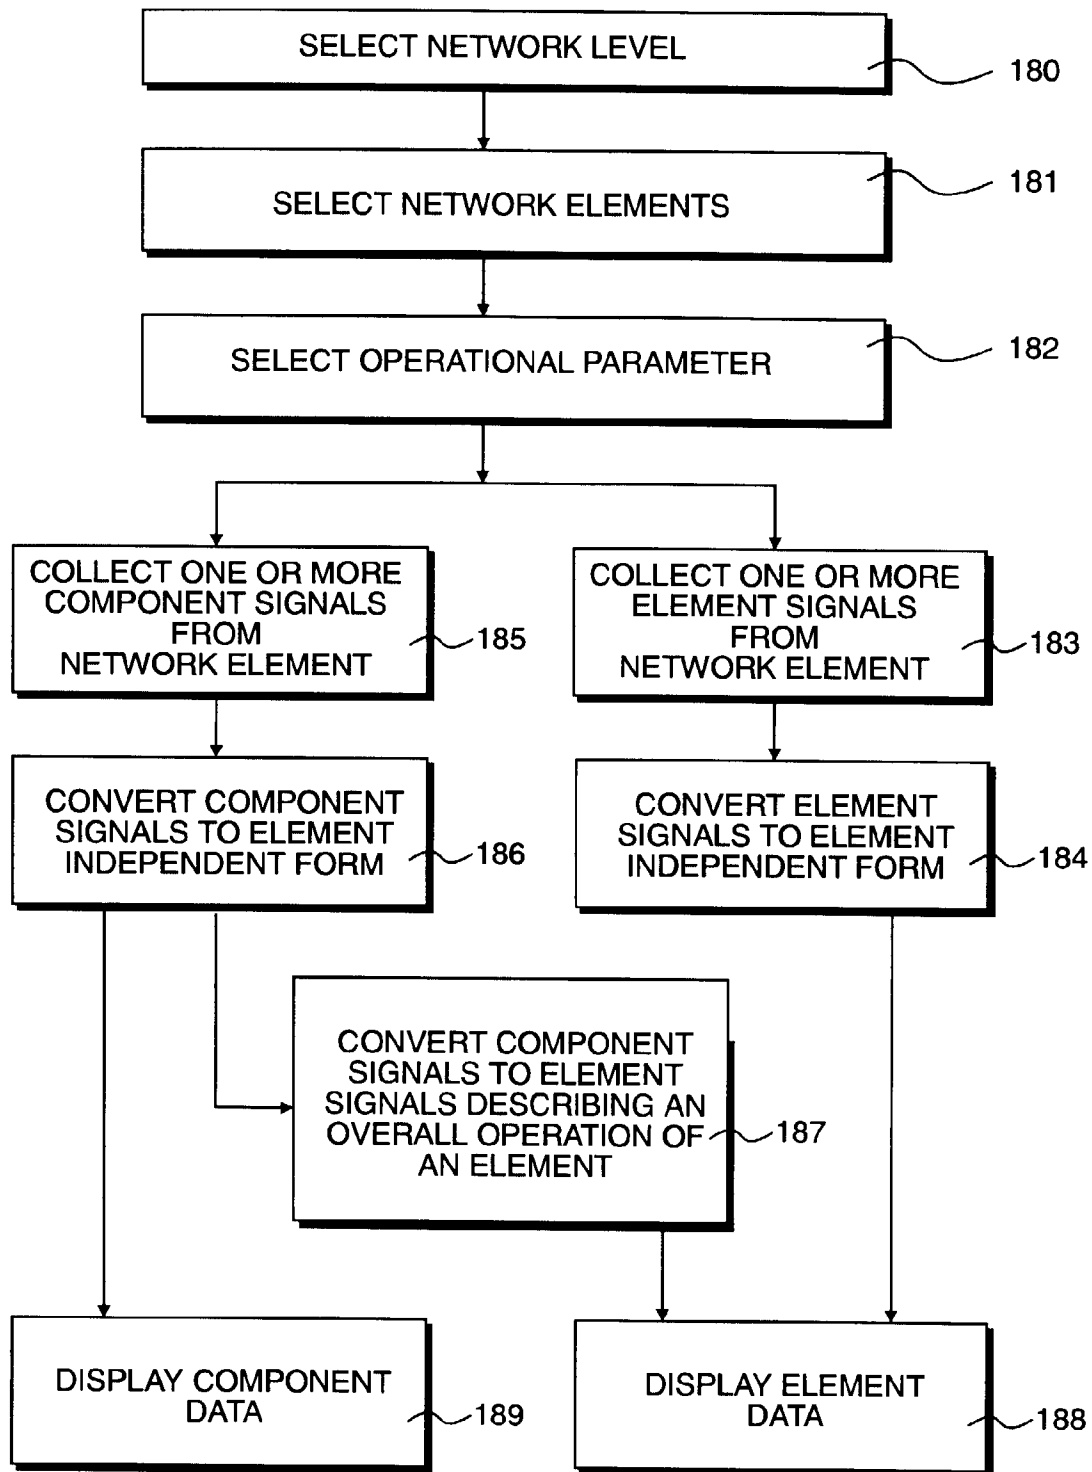 SELECT NETWORK LEVEL
180
SELECT NETWORK ELEMENTS
181
SELECT OPERATIONAL PARAMETER
182
COLLECT ONE OR MORE
COMPONENT SIGNALS
FROM
NETWORK ELEMENT
185
COLLECT ONE OR MORE
ELEMENT SIGNALS
FROM
NETWORK ELEMENT
183
CONVERT COMPONENT
SIGNALS TO ELEMENT
INDEPENDENT FORM
186
CONVERT ELEMENT
SIGNALS TO ELEMENT
INDEPENDENT FORM
184
CONVERT COMPONENT
SIGNALS TO ELEMENT
SIGNALS DESCRIBING AN
OVERALL OPERATION OF
AN ELEMENT
187
DISPLAY COMPONENT
DATA
189
DISPLAY ELEMENT
DATA
188